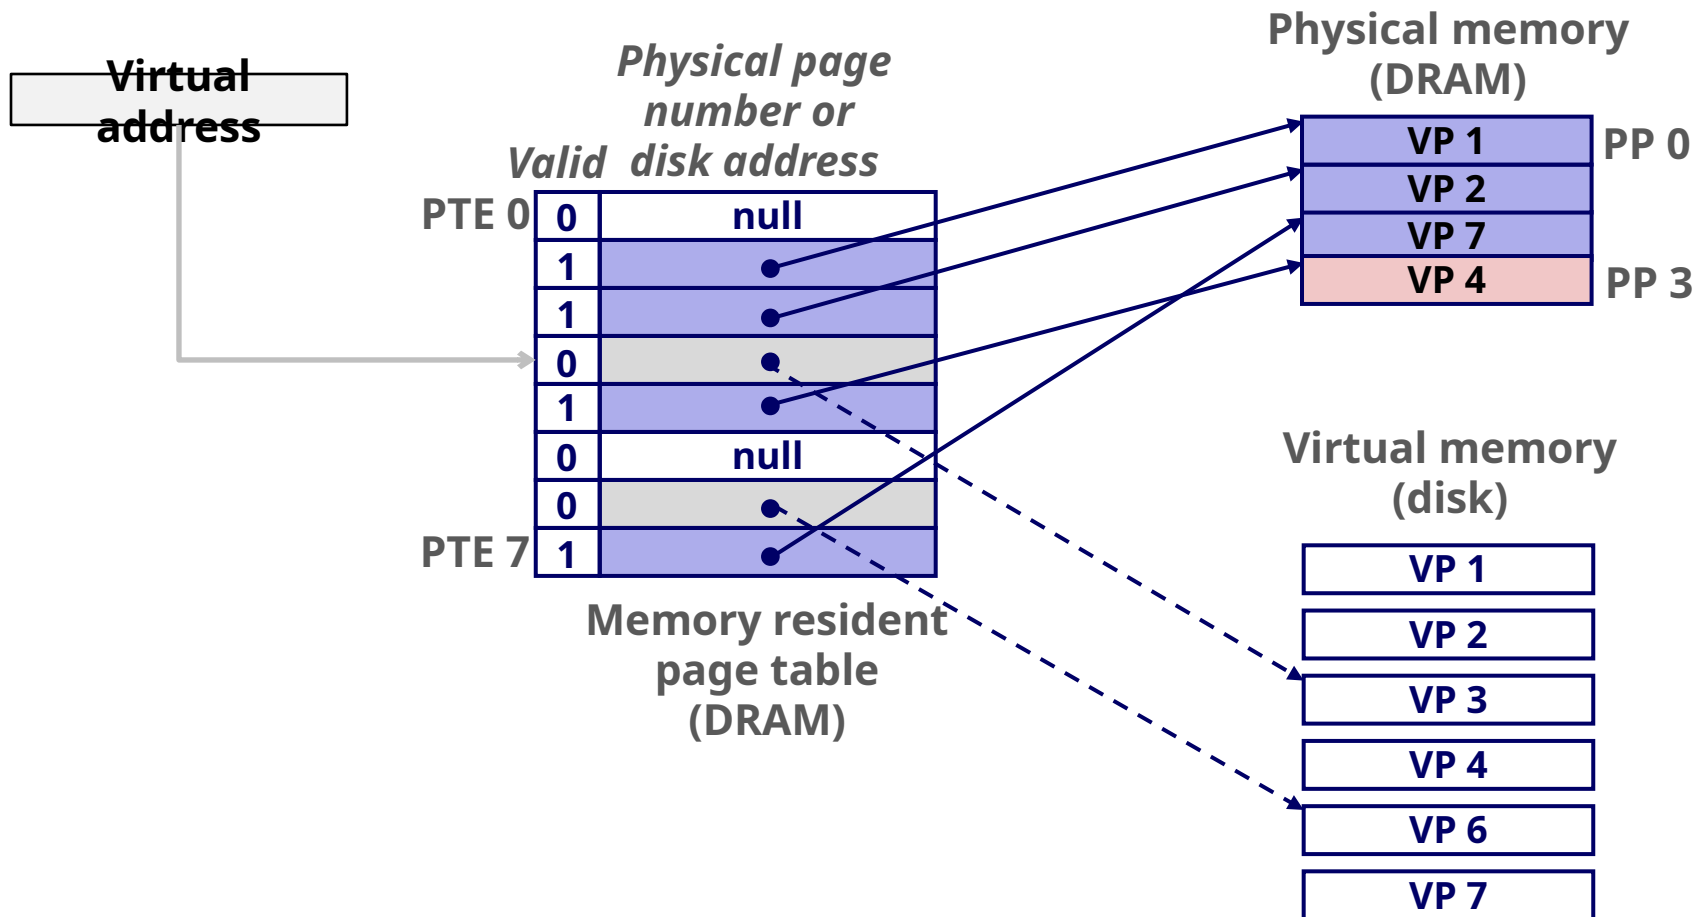 Virtual
address
Physical page
number or
disk address
Valid
PTE 0
0 null
1
1
0
1
0 null
0
PTE 7 1
Memory resident
page table
(DRAM)
Physical memory
(DRAM)
VP 1 PP 0
VP 2
VP 7
VP 4 PP 3
Virtual memory
(disk)
VP 1
VP 2
VP 3
VP 4
VP 6
VP 7